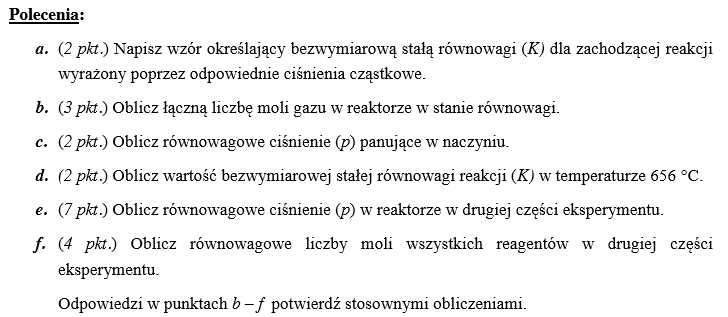 Polecenia:
a. (2 pkt.) Napisz wzór określający bezwymiarową stałą równowagi (K) dla zachodzącej reakcji
wyrażony poprzez odpowiednie ciśnienia cząstkowe.
b. (3 pkt.) Oblicz łączną liczbę moli gazu w reaktorze w stanie równowagi.
c. (2 pkt.) Oblicz równowagowe ciśnienie (p) panujące w naczyniu.
d. (2 pkt.) Oblicz wartość bezwymiarowej stałej równowagi reakcji (K) w temperaturze 656 °C.
e. (7 pkt.) Oblicz równowagowe ciśnienie (p) w reaktorze w drugiej części eksperymentu.
f. (4 pkt.) Oblicz równowagowe liczby moli wszystkich reagentów w drugiej części
eksperymentu.
Odpowiedzi w punktach b – f potwierdź stosownymi obliczeniami.